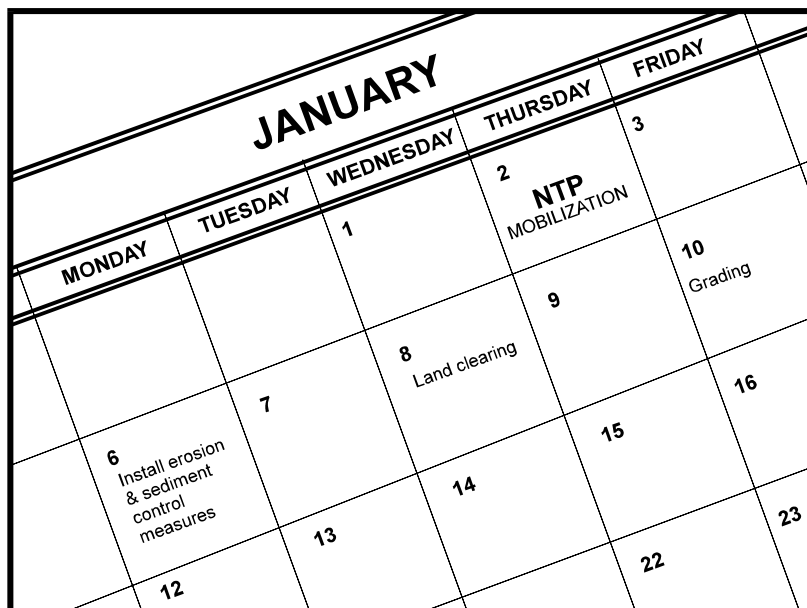 JANUARY
MONDAY TUESDAY WEDNESDAY THURSDAY FRIDAY
1
2
NTP
MOBILIZATION
3
6
Install erosion
& sediment
control
measures
7
8
Land clearing
9
10
Grading
12
13
14
15
16
22
23